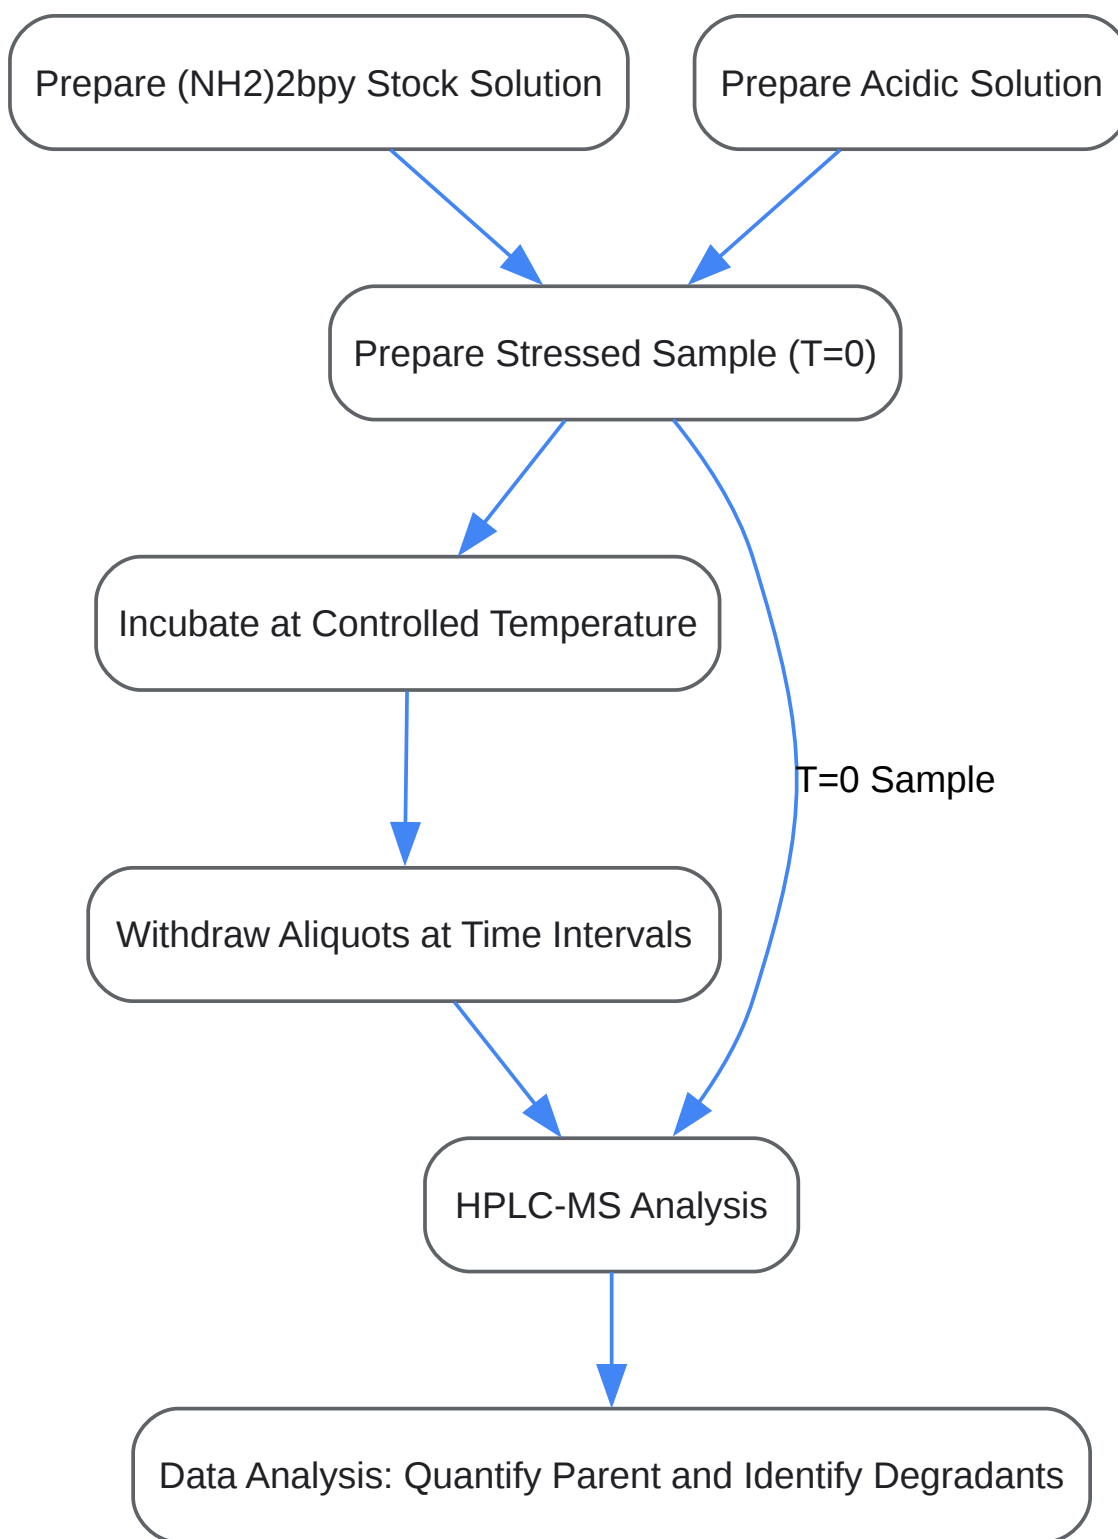 Prepare (NH2)2bpy Stock Solution
Prepare Acidic Solution
Prepare Stressed Sample (T=0)
Incubate at Controlled Temperature
T=0 Sample
Withdraw Aliquots at Time Intervals
HPLC-MS Analysis
Data Analysis: Quantify Parent and Identify Degradants